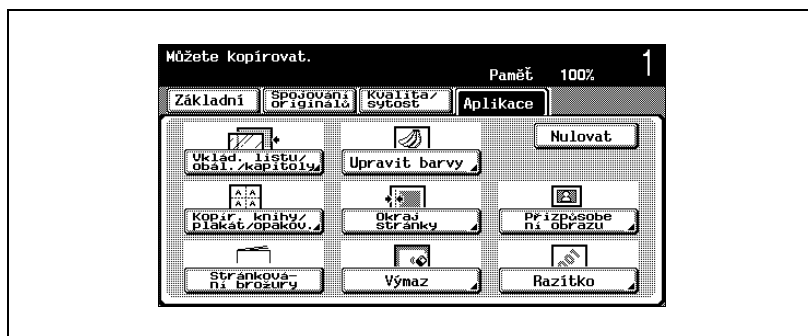 Můžete kopírovat.
1
Paměť 100%
Základní
Spojování
originálů
Kvalita/
sytost
Aplikace
Nulovat
Vklád. listu/
obál./kapitoly
Upravit barvy
A A
A A
Kopír. knihy/
plakát/opakov.
Okraj
stránky
Přizpůsobe
ní obrazu
Stránková-
ní brožury
Výmaz
Razítko